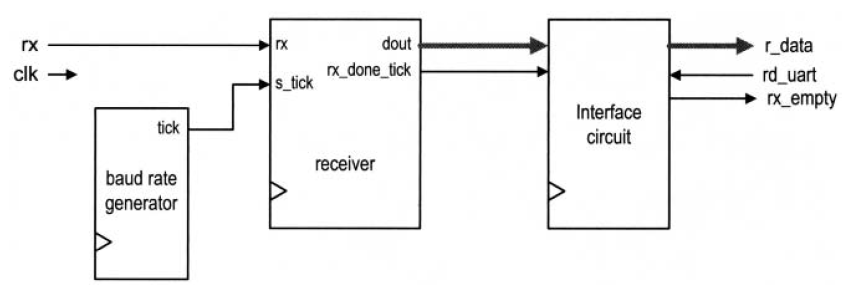 rx
clk
tick
baud rate
generator
rx
s_tick
dout
rx_done_tick
receiver
Interface
circuit
r_data
rd_uart
rx_empty